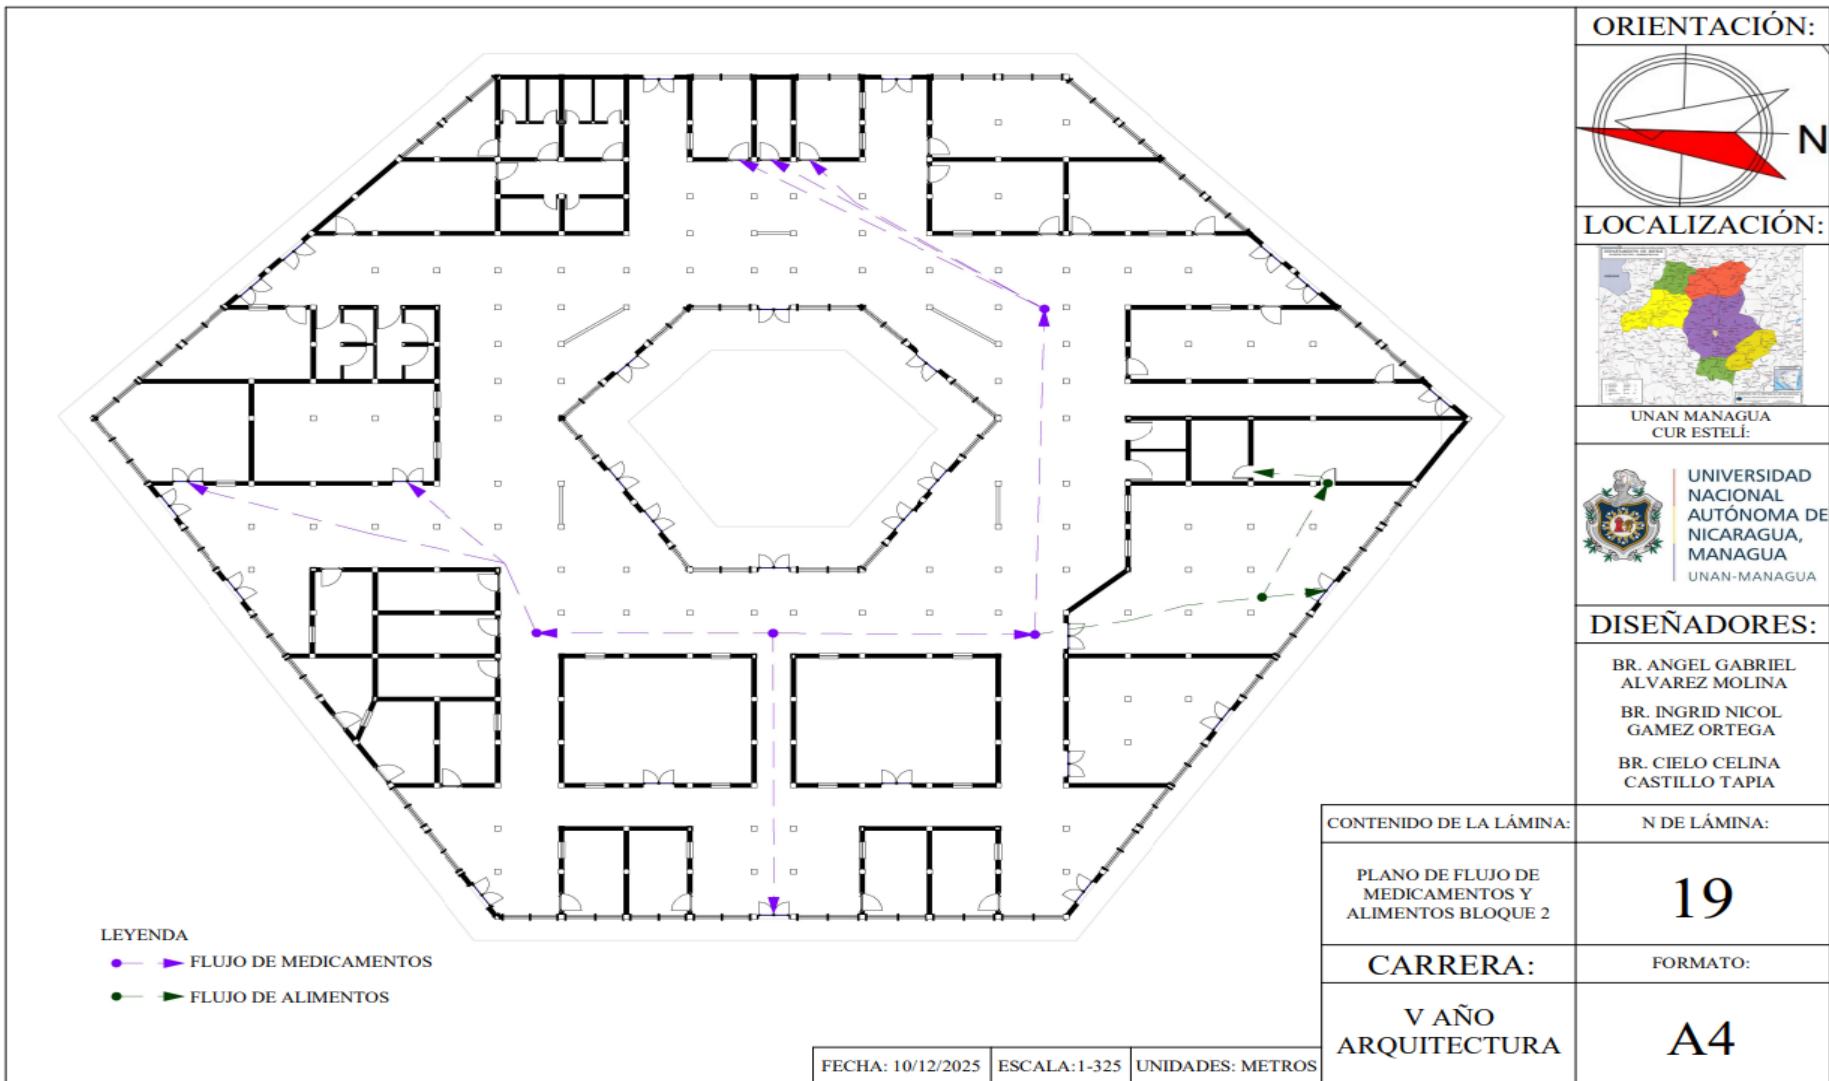 ORIENTACIÓN:
N
LOCALIZACIÓN:
UNAN MANAGUA
CUR ESTELÍ:
UNIVERSIDAD
NACIONAL
AUTÓNOMA DE
NICARAGUA,
MANAGUA
UNAN-MANAGUA
DISEÑADORES:
BR. ANGEL GABRIEL
ALVAREZ MOLINA
BR. INGRID NICOL
GAMEZ ORTEGA
BR. CIELO CELINA
CASTILLO TAPIA
CONTENIDO DE LA LÁMINA:
N DE LÁMINA:
PLANO DE FLUJO DE
MEDICAMENTOS Y
ALIMENTOS BLOQUE 2
19
CARRERA:
FORMATO:
V AÑO
ARQUITECTURA
A4
LEYENDA
FLUJO DE MEDICAMENTOS
FLUJO DE ALIMENTOS
FECHA: 10/12/2025
ESCALA:1-325
UNIDADES: METROS